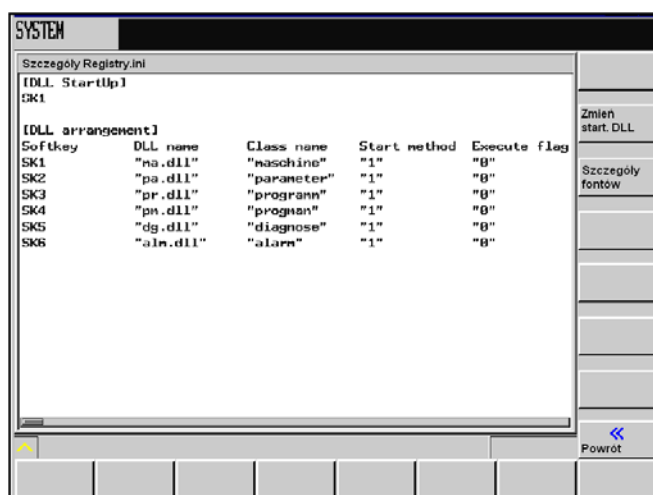 SYSTEM
Szczegóły Registry.ini
[DLL StartUp]
SK1
[DLL arrangement]
Softkey DLL name Class name Start method Execute flag
SK1 "ma.dll" "maschine" "1" "0"
SK2 "pa.dll" "parameter" "1" "0"
SK3 "pr.dll" "programm" "1" "0"
SK4 "pm.dll" "progman" "1" "0"
SK5 "dg.dll" "diagnose" "1" "0"
SK6 "alm.dll" "alarm" "1" "0"
Zmień
start. DLL
Szczegóły
fontów
Powrót